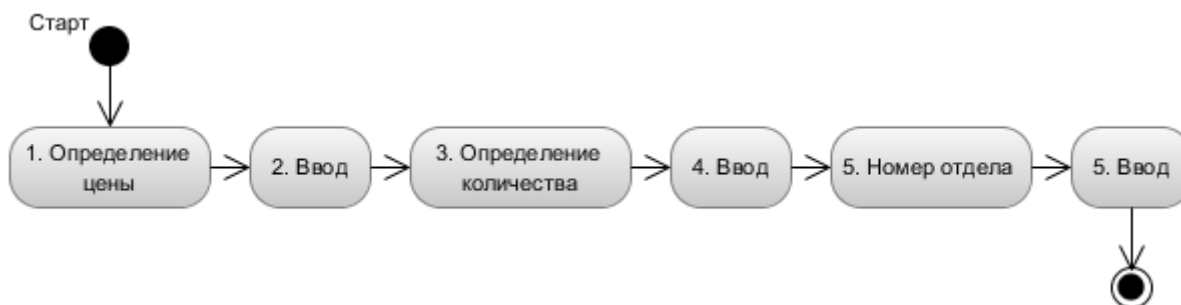 Старт
1. Определение
цены
2. Ввод
3. Определение
количества
4. Ввод
5. Номер отдела
5. Ввод